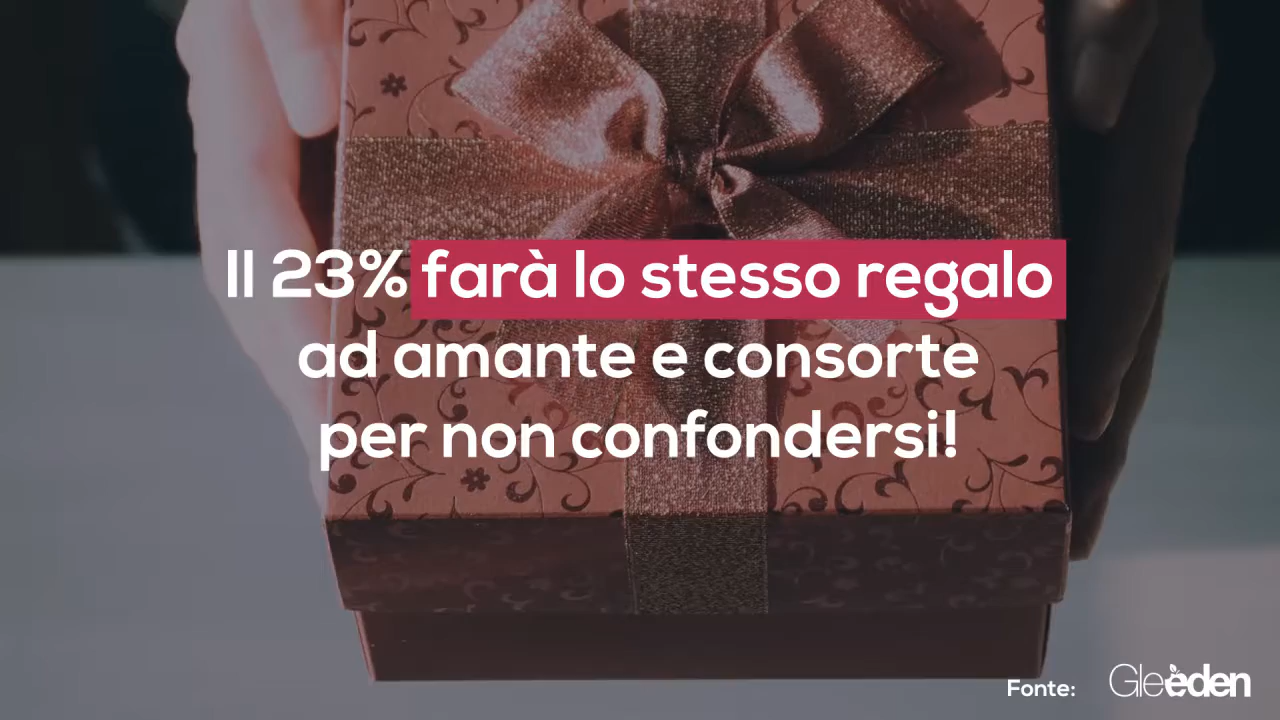 Il 23% farà lo stesso regalo
ad amante e consorte
per non confondersi!
Fonte: Gleeden